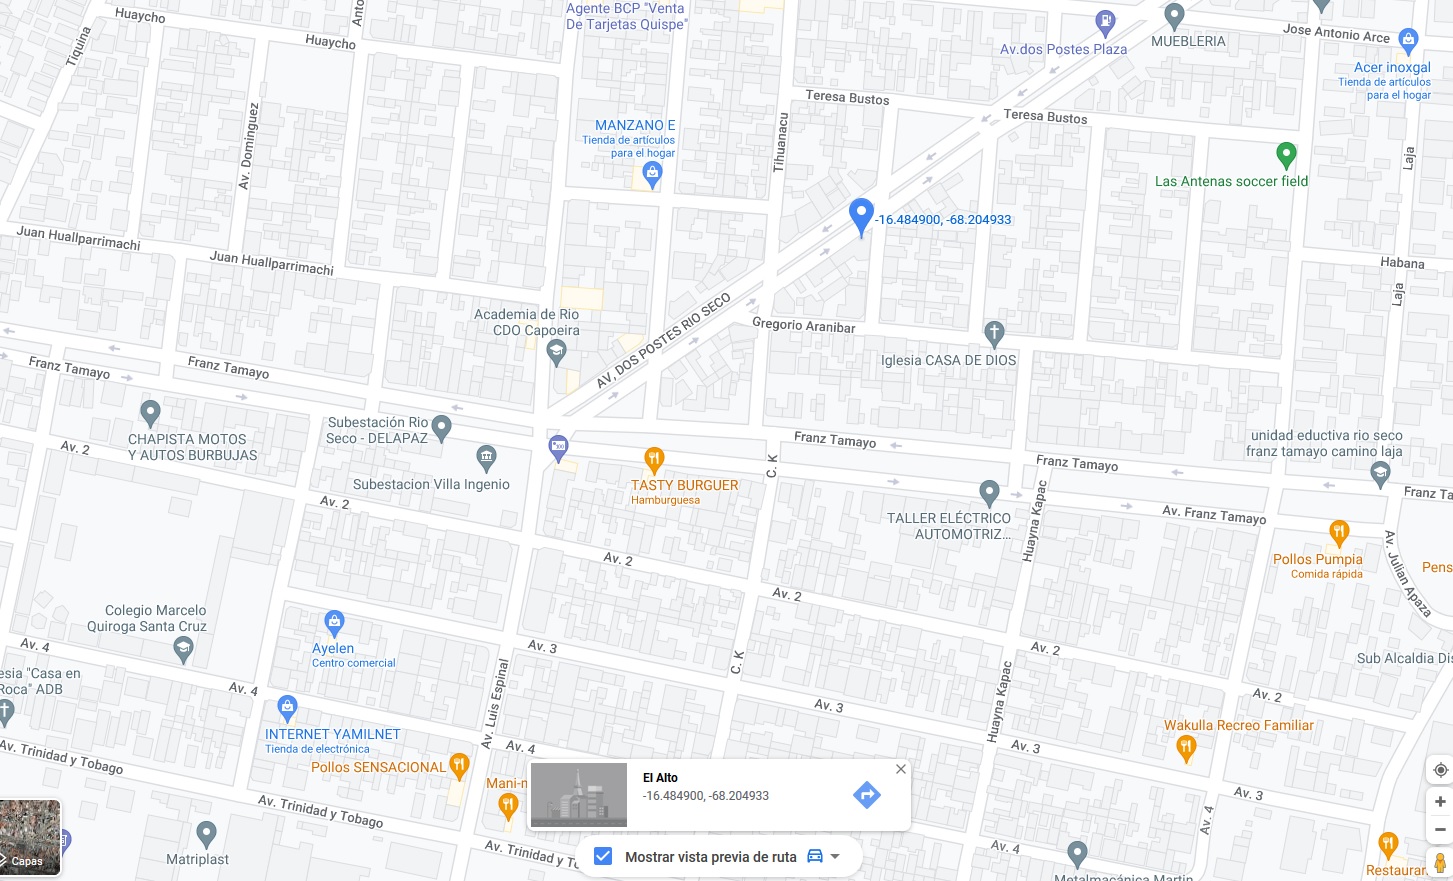 Huaycho
Anto
Agente BCP "Venta
De Tarjetas Quispe"
Tiquina
Huaycho
Av.dos Postes Plaza
MUEBLERIA
Jose Antonio Arce
Acer inoxgal
Tienda de artículos
para el hogar
Teresa Bustos
Teresa Bustos
Av. Dominguez
MANZANO E
Tienda de artículos
para el hogar
Tihuanacu
Laja
Las Antenas soccer field
-16.484900, -68.204933
Juan Huallparrimachi
Juan Huallparrimachi
Habana
Laja
Academia de Rio
CDO Capoeira
AV, DOS POSTES RIO SECO
Gregorio Aranibar
Iglesia CASA DE DIOS
Franz Tamayo
Franz Tamayo
CHAPISTA MOTOS
Y AUTOS BURBUJAS
Subestación Rio
Seco - DELAPAZ
Subestacion Villa Ingenio
Av. 2
Franz Tamayo
unidad eductiva rio seco
franz tamayo camino laja
Franz Tamayo
Franz Ta
C. K
TASTY BURGUER
Hamburguesa
TALLER ELÉCTRICO
AUTOMOTRIZ...
Huayna Kapac
Av. Franz Tamayo
Av. 2
Av. 2
Av. 2
Pollos Pumpia
Comida rápida
Av. Julian Apaza
Pens
Colegio Marcelo
Quiroga Santa Cruz
Ayelen
Centro comercial
Av. 4
Av. 3
C. K
Av. 2
Sub Alcaldia Dis
esia "Casa en
Roca" ADB
Av. 4
Av. Luis Espinal
Av. 3
Huayna Kapac
Av. 2
INTERNET YAMILNET
Tienda de electrónica
Wakulla Recreo Familiar
Av. Trinidad y Tobago
Pollos SENSACIONAL
Av. 4
Av. 3
Mani-m
El Alto
-16.484900, -68.204933
Av. 3
Av. Trinidad y Tobago
Av. 4
Capas
Matriplast
Av. Trinidad y To
Mostrar vista previa de ruta
Av. 4
Metalmecánica Martin
Restaurar